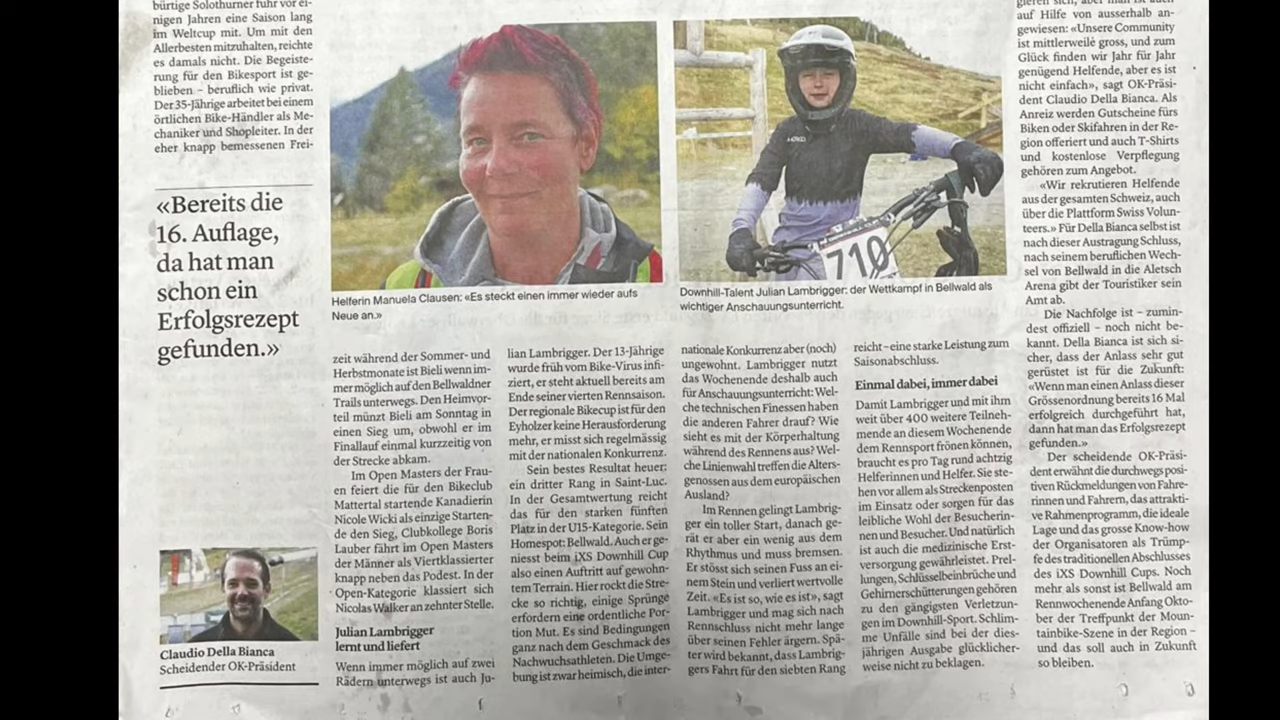 bürtige Solothurner fuhr vor ei-
nigen Jahren eine Saison lang
im Weltcup mit. Um mit den
Allerbesten mitzuhalten, reichte
es damals nicht. Die Begeiste-
rung für den Bikesport ist ge-
blieben – beruflich wie privat.
Der 35-Jährige arbeitet bei einem
örtlichen Bike-Händler als Me-
chaniker und Shopleiter. In der
eher knapp bemessenen Frei-
«Bereits die
16. Auflage,
da hat man
schon ein
Erfolgsrezept
gefunden.»
Claudio Della Bianca
Scheidender OK-Präsident
Helferin Manuela Clausen: «Es steckt einen immer wieder aufs
Neue an.»
HORO
710
Downhill-Talent Julian Lambrigger: der Wettkampf in Bellwald als
wichtiger Anschauungsunterricht.
zeit während der Sommer- und
Herbstmonate ist Bieli wenn im-
mer möglich auf den Bellwaldner
Trails unterwegs. Den Heimvor-
teil münzt Bieli am Sonntag in
einen Sieg um, obwohl er im
Finallauf einmal kurzzeitig von
der Strecke abkam.
Im Open Masters der Frau-
en feiert die für den Bikeclub
Mattertal startende Kanadierin
Nicole Wicki als einzige Starten-
de den Sieg, Clubkollege Boris
Lauber fährt im Open Masters
der Männer als Viertklassierter
knapp neben das Podest. In der
Open-Kategorie klassiert sich
Nicolas Walker an zehnter Stelle.
Julian Lambrigger
lernt und liefert
Wenn immer möglich auf zwei
Rädern unterwegs ist auch Ju-
lian Lambrigger. Der 13-Jährige
wurde früh vom Bike-Virus infi-
ziert, er steht aktuell bereits am
Ende seiner vierten Rennsaison.
Der regionale Bikecup ist für den
Eyholzer keine Herausforderung
mehr, er misst sich regelmässig
mit der nationalen Konkurrenz.
Sein bestes Resultat heuer:
ein dritter Rang in Saint-Luc.
In der Gesamtwertung reicht
das für den starken fünften
Platz in der U15-Kategorie. Sein
Homespot: Bellwald. Auch er ge-
niesst beim iXS Downhill Cup
also einen Auftritt auf gewohn-
tem Terrain. Hier rockt die Stre-
cke so richtig, einige Sprünge
erfordern eine ordentliche Por-
tion Mut. Es sind Bedingungen
ganz nach dem Geschmack des
Nachwuchsathleten. Die Umge-
bung ist zwar heimisch, die inter-
nationale Konkurrenz aber (noch)
ungewohnt. Lambrigger nutzt
das Wochenende deshalb auch
für Anschauungsunterricht: Wel-
che technischen Finessen haben
die anderen Fahrer drauf? Wie
sieht es mit der Körperhaltung
während des Rennens aus? Wel-
che Linienwahl treffen die Alters-
genossen aus dem europäischen
Ausland?
Im Rennen gelingt Lambrig-
ger ein toller Start, danach ge-
rät er aber ein wenig aus dem
Rhythmus und muss bremsen.
Er stösst sich seinen Fuss an ei-
nem Stein und verliert wertvolle
Zeit. «Es ist so, wie es ist», sagt
Lambrigger und mag sich nach
Rennschluss nicht mehr lange
über seinen Fehler ärgern. Spä-
ter wird bekannt, dass Lambrig-
gers Fahrt für den siebten Rang
reicht – eine starke Leistung zum
Saisonabschluss.
Einmal dabei, immer dabei
Damit Lambrigger und mit ihm
weit über 400 weitere Teilneh-
mende an diesem Wochenende
dem Rennsport frönen können,
braucht es pro Tag rund achtzig
Helferinnen und Helfer. Sie ste-
hen vor allem als Streckenposten
im Einsatz oder sorgen für das
leibliche Wohl der Besucherin-
nen und Besucher. Und natürlich
ist auch die medizinische Erst-
versorgung gewährleistet. Prel-
lungen, Schlüsselbeinbrüche und
Gehirnerschütterungen gehören
zu den gängigsten Verletzun-
gen im Downhill-Sport. Schlim-
me Unfälle sind bei der dies-
jährigen Ausgabe glücklicher-
weise nicht zu beklagen.
auf Hilfe von ausserhalb an-
gewiesen: «Unsere Community
ist mittlerweile gross, und zum
Glück finden wir Jahr für Jahr
genügend Helfende, aber es ist
nicht einfach», sagt OK-Präsi-
dent Claudio Della Bianca. Als
Anreiz werden Gutscheine fürs
Biken oder Skifahren in der Re-
gion offeriert und auch T-Shirts
und kostenlose Verpflegung
gehören zum Angebot.
«Wir rekrutieren Helfende
aus der gesamten Schweiz, auch
über die Plattform Swiss Volun-
teers.» Für Della Bianca selbst ist
nach dieser Austragung Schluss,
nach seinem beruflichen Wech-
sel von Bellwald in die Aletsch
Arena gibt der Touristiker sein
Amt ab.
Die Nachfolge ist – zumin-
dest offiziell – noch nicht be-
kannt. Della Bianca ist sich si-
cher, dass der Anlass sehr gut
gerüstet ist für die Zukunft:
«Wenn man einen Anlass dieser
Grössenordnung bereits 16 Mal
erfolgreich durchgeführt hat,
dann hat man das Erfolgsrezept
gefunden.»
Der scheidende OK-Präsi-
dent erwähnt die durchwegs posi-
tiven Rückmeldungen von Fahre-
rinnen und Fahrern, das attrakti-
ve Rahmenprogramm, die ideale
Lage und das grosse Know-how
der Organisatoren als Trümp-
fe des traditionellen Abschlusses
des iXS Downhill Cups. Noch
mehr als sonst ist Bellwald am
Rennwochenende Anfang Okto-
ber der Treffpunkt der Moun-
tainbike-Szene in der Region –
und das soll auch in Zukunft
so bleiben.